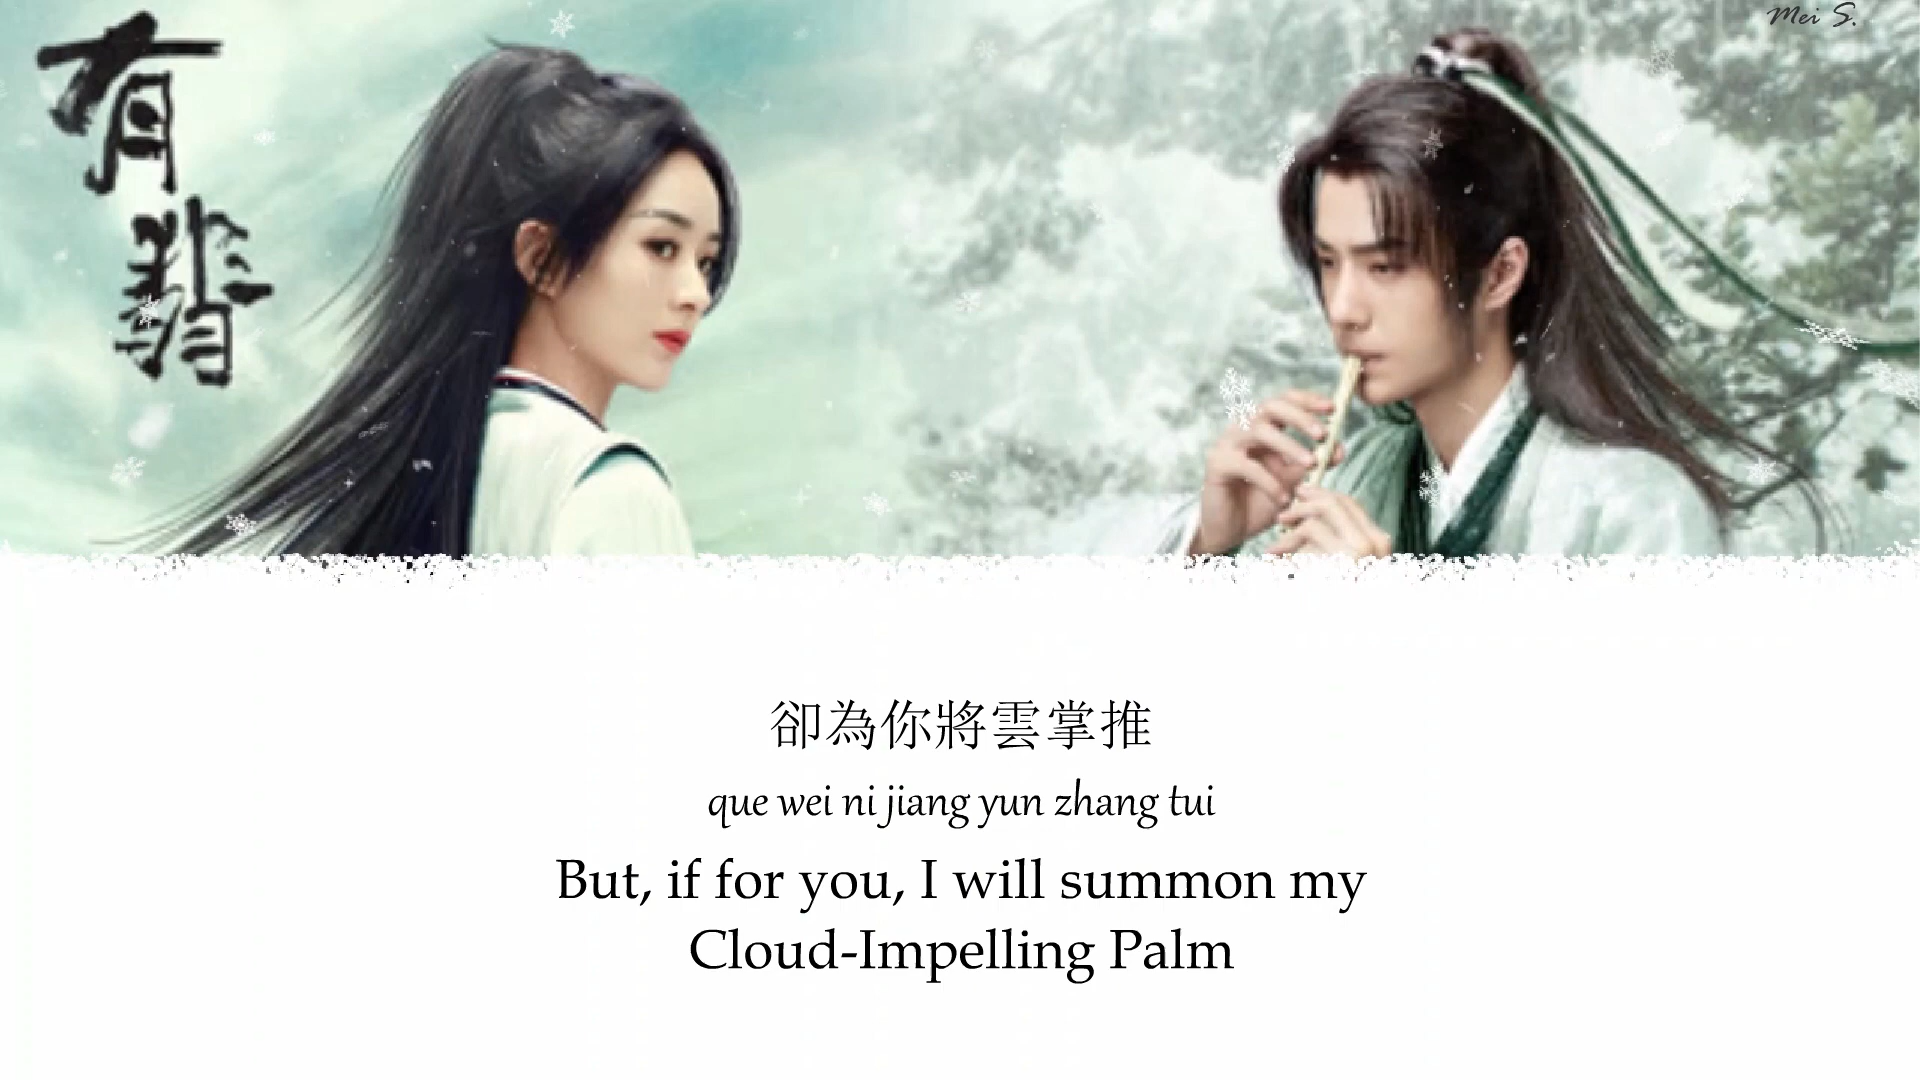 Mei S.
有翡
卻為你將雲掌推
que wei ni jiang yun zhang tui
But, if for you, I will summon my
Cloud-Impelling Palm